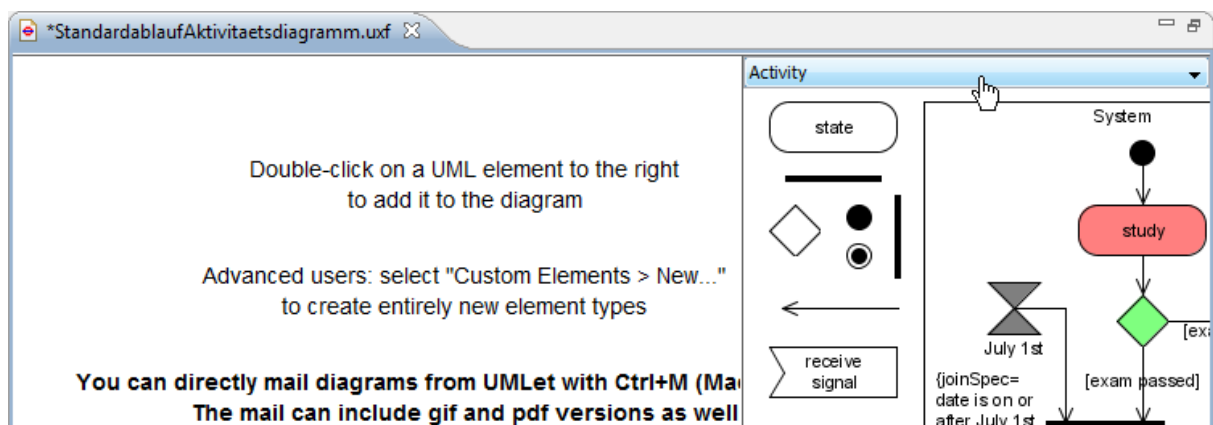 *StandardablaufAktivitaetsdiagramm.uxf
Activity
Double-click on a UML element to the right
to add it to the diagram
Advanced users: select "Custom Elements > New..."
to create entirely new element types
You can directly mail diagrams from UMLet with Ctrl+M (Ma
The mail can include gif and pdf versions as well
state
receive
signal
System
study
July 1st
[exa
{joinSpec=
date is on or
after July 1st
[exam passed]